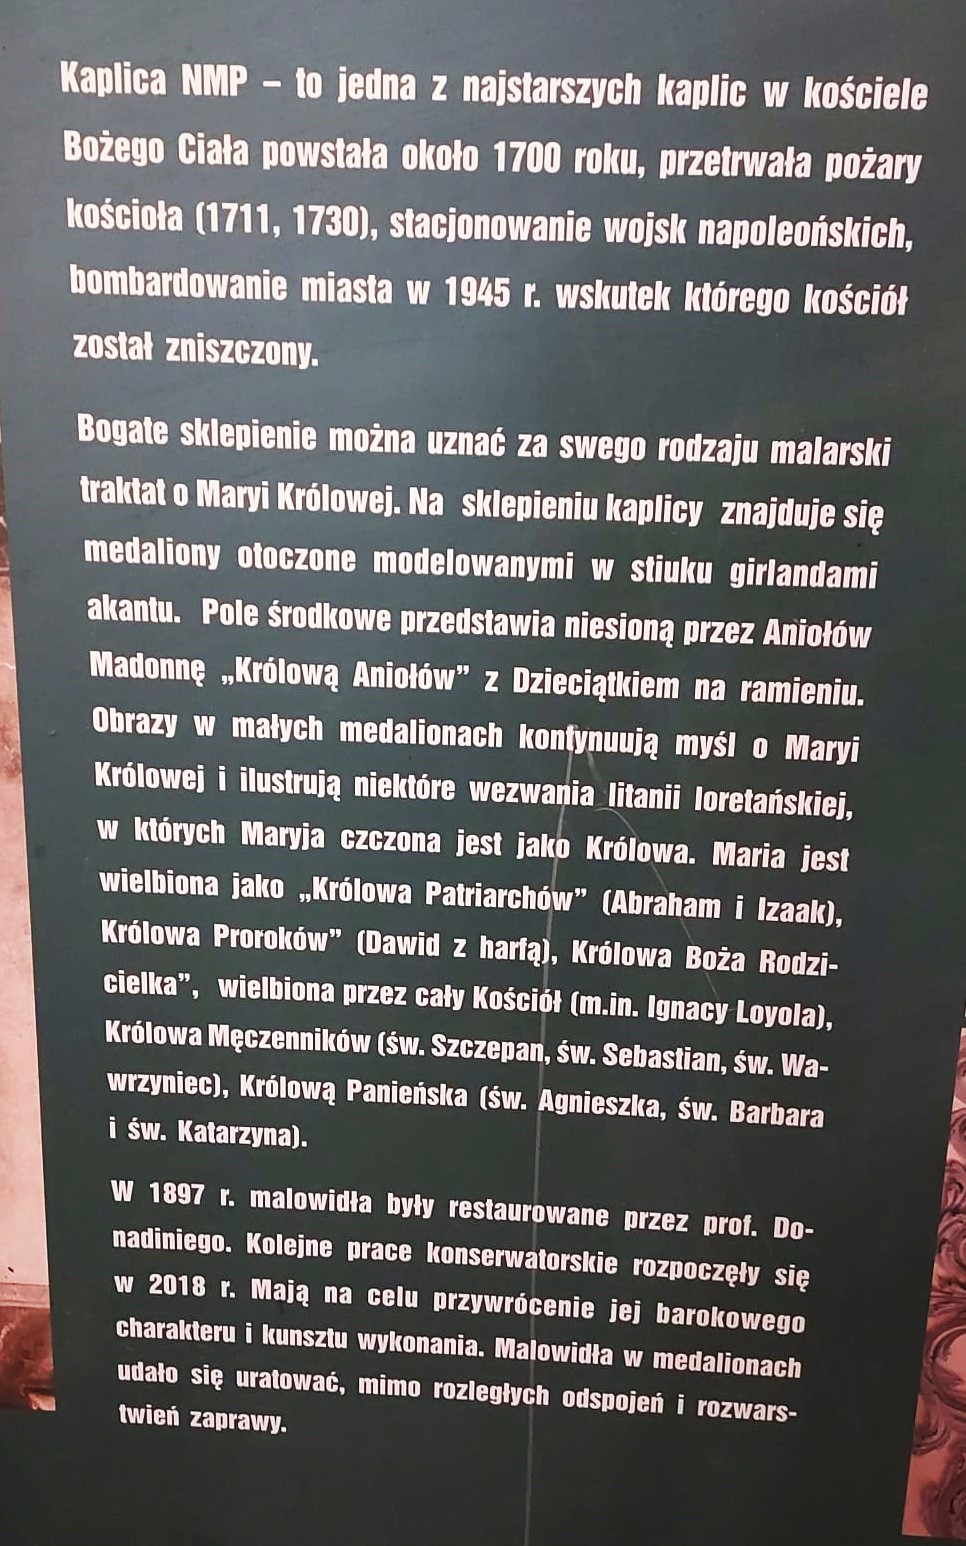 Kaplica NMP – to jedna z najstarszych kaplic w kościele
Bożego Ciała powstała około 1700 roku, przetrwała pożary
kościoła (1711, 1730), stacjonowanie wojsk napoleońskich,
bombardowanie miasta w 1945 r. wskutek którego kościół
został zniszczony.
Bogate sklepienie można uznać za swego rodzaju malarski
traktat o Maryi Królowej. Na sklepieniu kaplicy znajduje się
medaliony otoczone modelowanymi w stiuku girlandami
akantu. Pole środkowe przedstawia niesioną przez Aniołów
Madonnę „Królową Aniołów” z Dzieciątkiem na ramieniu.
Obrazy w małych medalionach kontynuują myśl o Maryi
Królowej i ilustrują niektóre wezwania litanii loretańskiej,
w których Maryja czczona jest jako Królowa. Maria jest
wielbiona jako „Królowa Patriarchów” (Abraham i Izaak),
Królowa Proroków” (Dawid z harfą), Królowa Boża Rodzi-
cielka”, wielbiona przez cały Kościół (m.in. Ignacy Loyola),
Królowa Męczenników (św. Szczepan, św. Sebastian, św. Wa-
wrzyniec), Królową Panieńska (św. Agnieszka, św. Barbara
i św. Katarzyna).
W 1897 r. malowidła były restaurowane przez prof. Do-
nadiniego. Kolejne prace konserwatorskie rozpoczęły się
w 2018 r. Mają na celu przywrócenie jej barokowego
charakteru i kunsztu wykonania. Malowidła w medalionach
udało się uratować, mimo rozległych odspojeń i rozwars-
twień zaprawy.